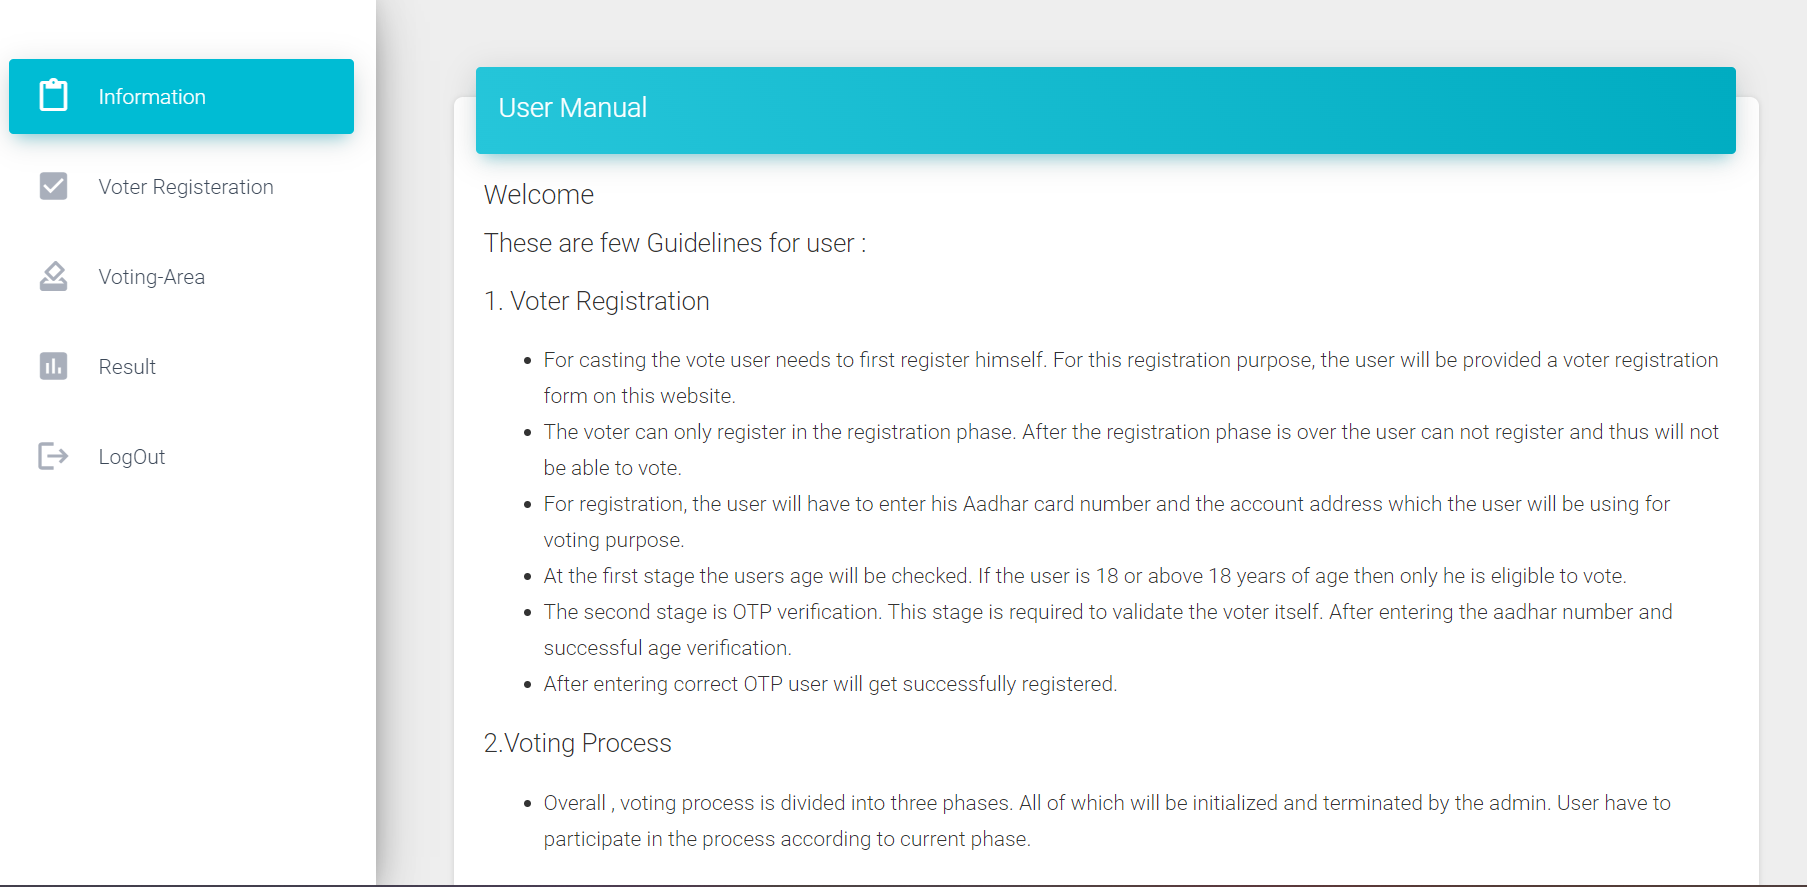 Information
Voter Registeration
Voting-Area
Result
LogOut
User Manual
Welcome
These are few Guidelines for user :
1. Voter Registration
For casting the vote user needs to first register himself. For this registration purpose, the user will be provided a voter registration
form on this website.
The voter can only register in the registration phase. After the registration phase is over the user can not register and thus will not
be able to vote.
For registration, the user will have to enter his Aadhar card number and the account address which the user will be using for
voting purpose.
At the first stage the users age will be checked. If the user is 18 or above 18 years of age then only he is eligible to vote.
The second stage is OTP verification. This stage is required to validate the voter itself. After entering the aadhar number and
successful age verification.
After entering correct OTP user will get successfully registered.
2.Voting Process
Overall , voting process is divided into three phases. All of which will be initialized and terminated by the admin. User have to
participate in the process according to current phase.